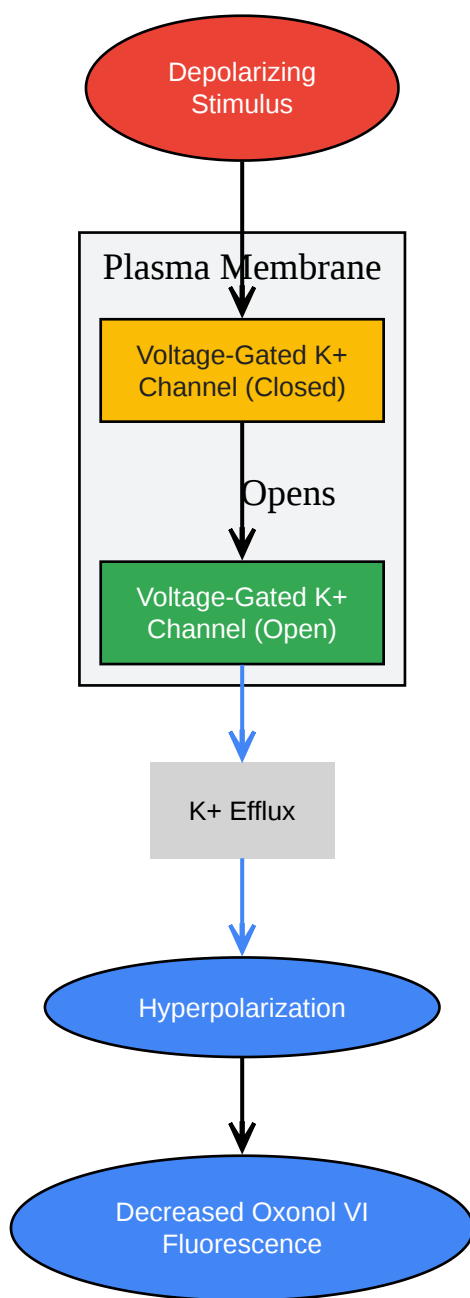 Depolarizing
Stimulus
Plasma Membrane
Voltage-Gated K+
Channel (Closed)
Opens
Voltage-Gated K+
Channel (Open)
K+ Efflux
Hyperpolarization
Decreased Oxonol VI
Fluorescence